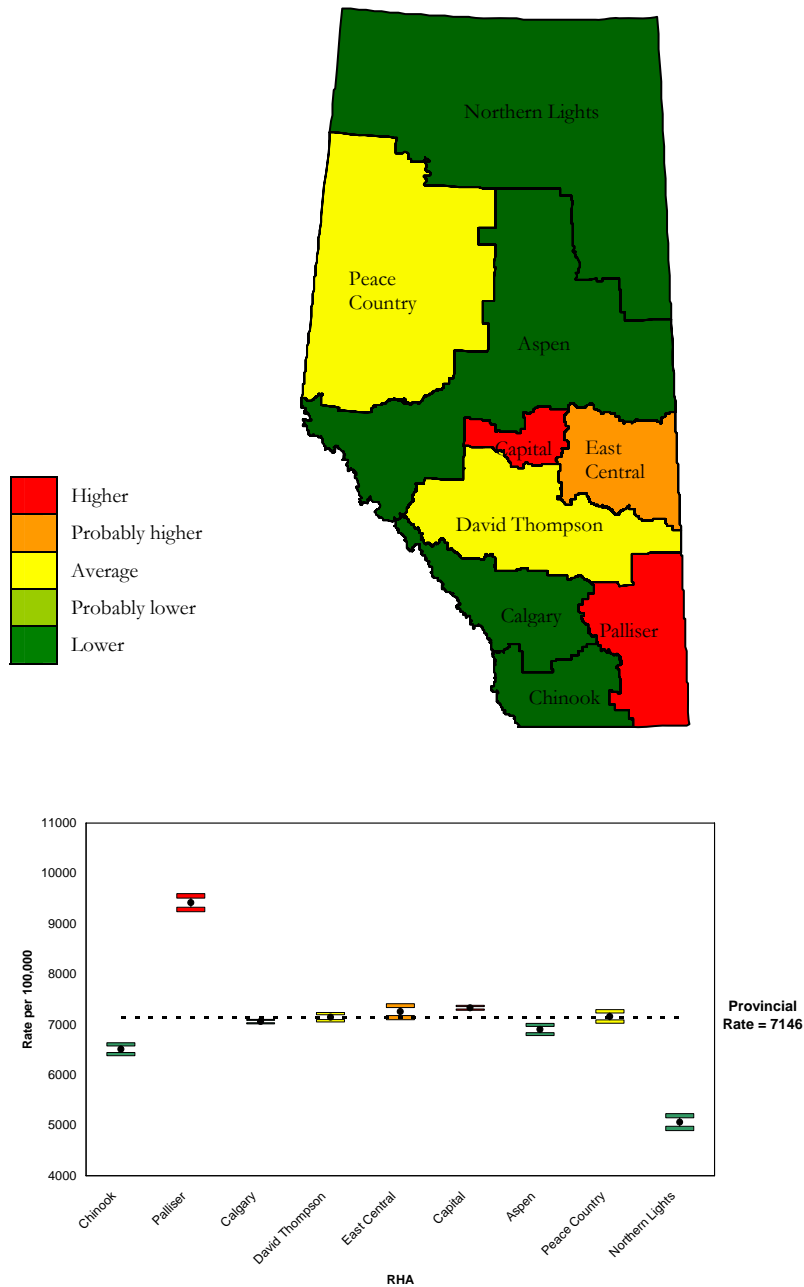 Northern Lights
Peace
Country
Aspen
Capital
East
Central
David Thompson
Calgary
Palliser
Chinook
Higher
Probably higher
Average
Probably lower
Lower
11000
10000
9000
8000
7000
6000
5000
4000
Rate per 100,000
Provincial
Rate = 7146
Chinook
Palliser
Calgary
David Thompson
East Central
Capital
Aspen
Peace Country
Northern Lights
RHA